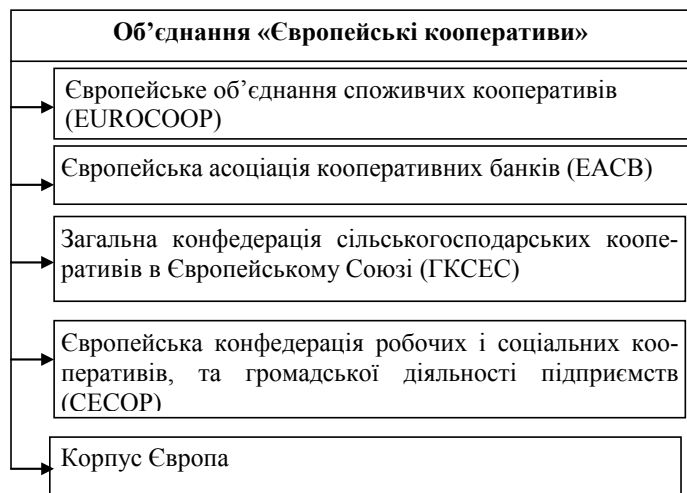 Об’єднання «Європейські кооперативи»
Європейське об’єднання споживчих кооперативів
(EUROCOOP)
Європейська асоціація кооперативних банків (EACB)
Загальна конфедерація сільськогосподарських коопе-
ративів в Європейському Союзі (ГКСЕС)
Європейська конфедерація робочих і соціальних коо-
перативів, та громадської діяльності підприємств
(CECOP)
Корпус Європа